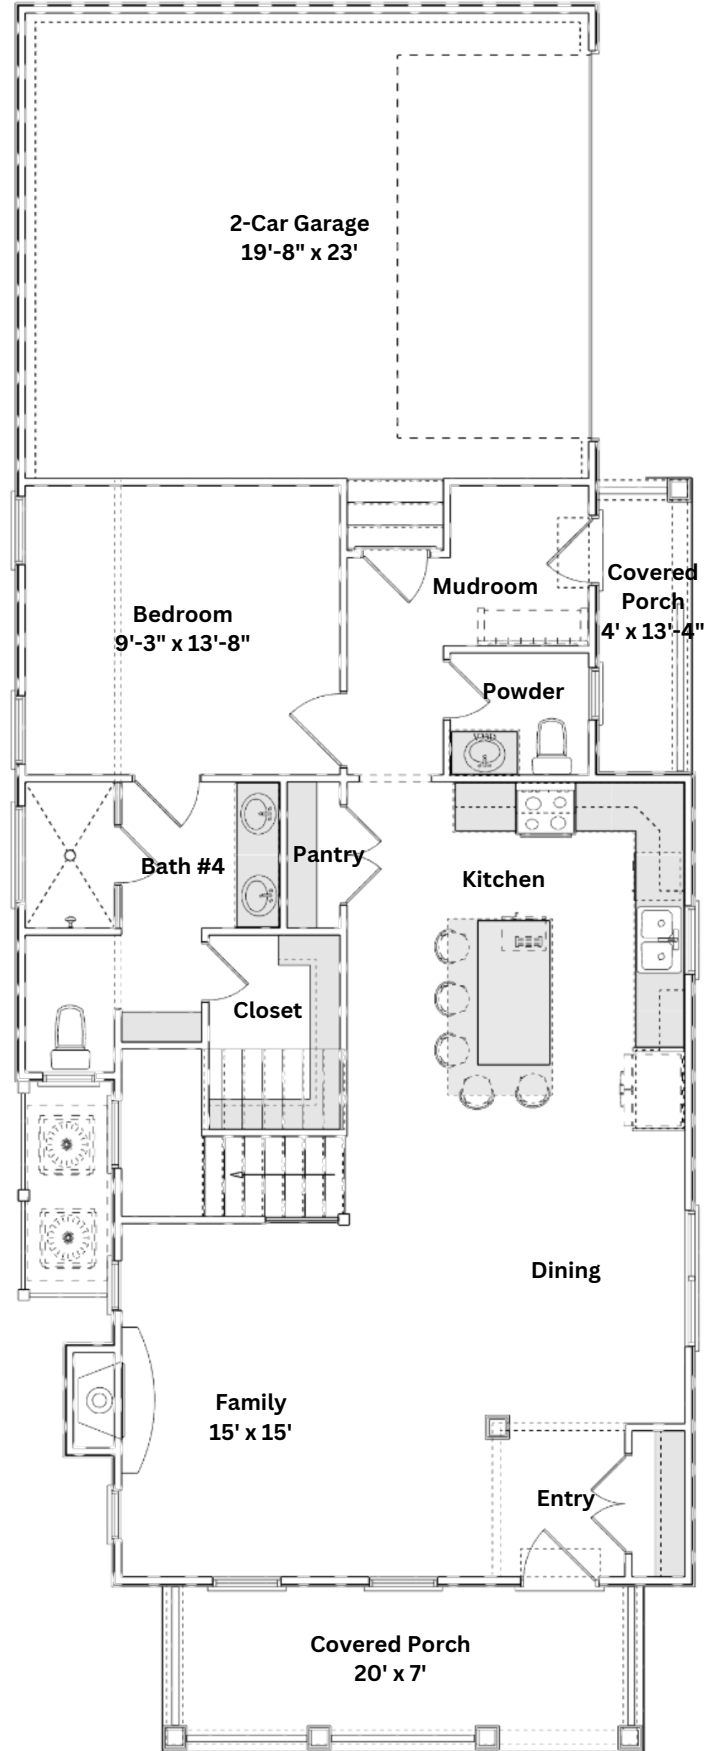 2-Car Garage
19'-8" x 23'
Mudroom
Covered
Porch
4' x 13'-4"
Bedroom
9'-3" x 13'-8"
Powder
Bath #4
Pantry
Kitchen
Closet
Dining
Family
15' x 15'
Entry
Covered Porch
20' x 7'